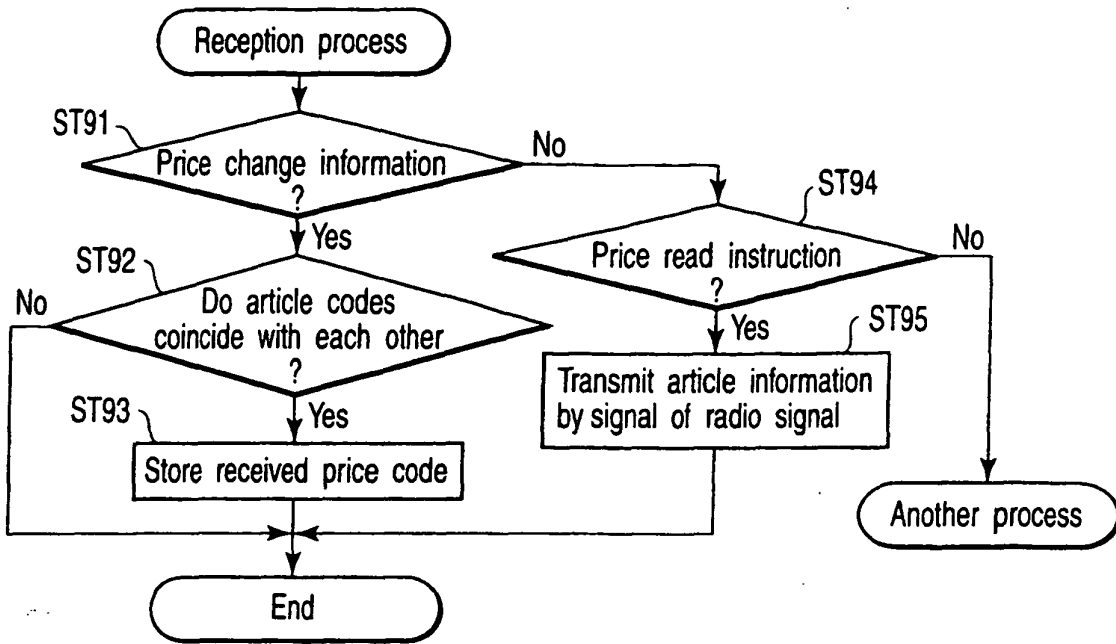 Reception process
ST91
Price change information
?
No
Yes
ST94
Price read instruction
?
No
Yes
ST92
No
Do article codes
coincide with each other
?
Yes
ST95
Transmit article information
by signal of radio signal
ST93
Store received price code
Another process
End